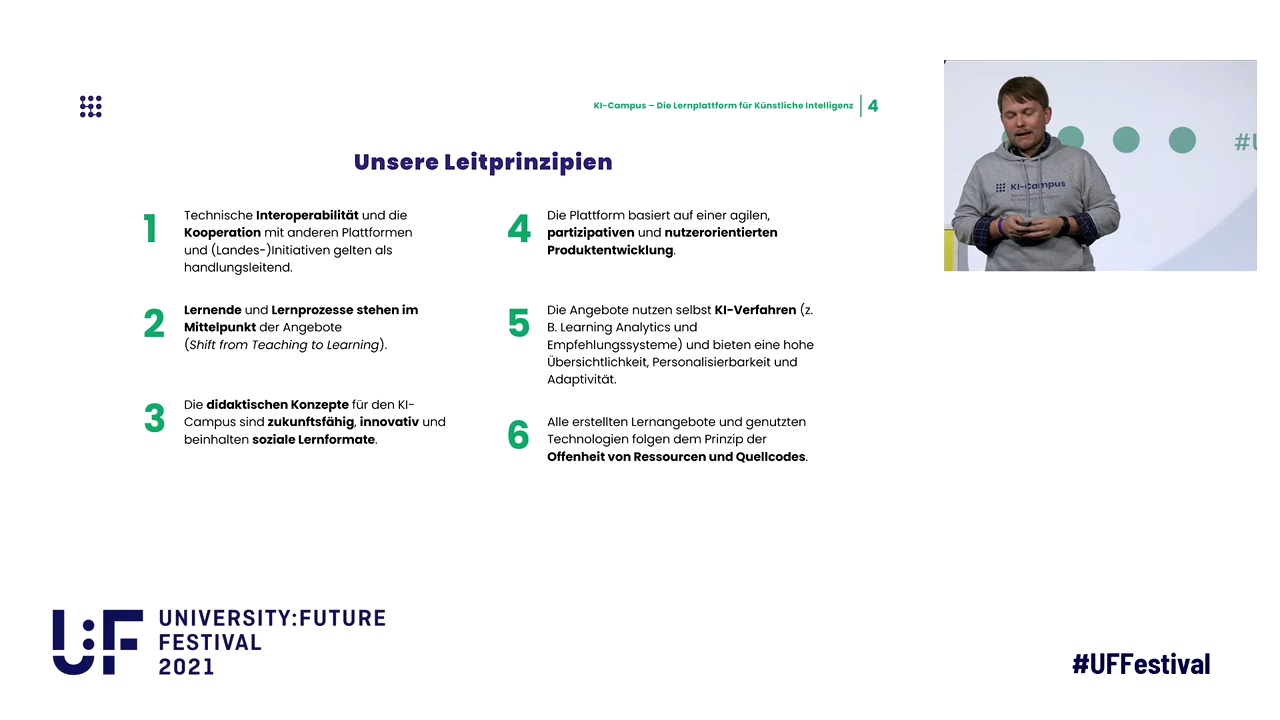 KI-Campus – Die Lernplattform für Künstliche Intelligenz
4
Unsere Leitprinzipien
1
Technische Interoperabilität und die
Kooperation mit anderen Plattformen
und (Landes-)Initiativen gelten als
handlungsleitend.
2
Lernende und Lernprozesse stehen im
Mittelpunkt der Angebote
(Shift from Teaching to Learning).
3
Die didaktischen Konzepte für den KI-
Campus sind zukunftsfähig, innovativ und
beinhalten soziale Lernformate.
4
Die Plattform basiert auf einer agilen,
partizipativen und nutzerorientierten
Produktentwicklung.
5
Die Angebote nutzen selbst KI-Verfahren (z.
B. Learning Analytics und
Empfehlungssysteme) und bieten eine hohe
Übersichtlichkeit, Personalisierbarkeit und
Adaptivität.
6
Alle erstellten Lernangebote und genutzten
Technologien folgen dem Prinzip der
Offenheit von Ressourcen und Quellcodes.
#U
KI-Campus
U:F
UNIVERSITY:FUTURE
FESTIVAL
2021
#UFFestival